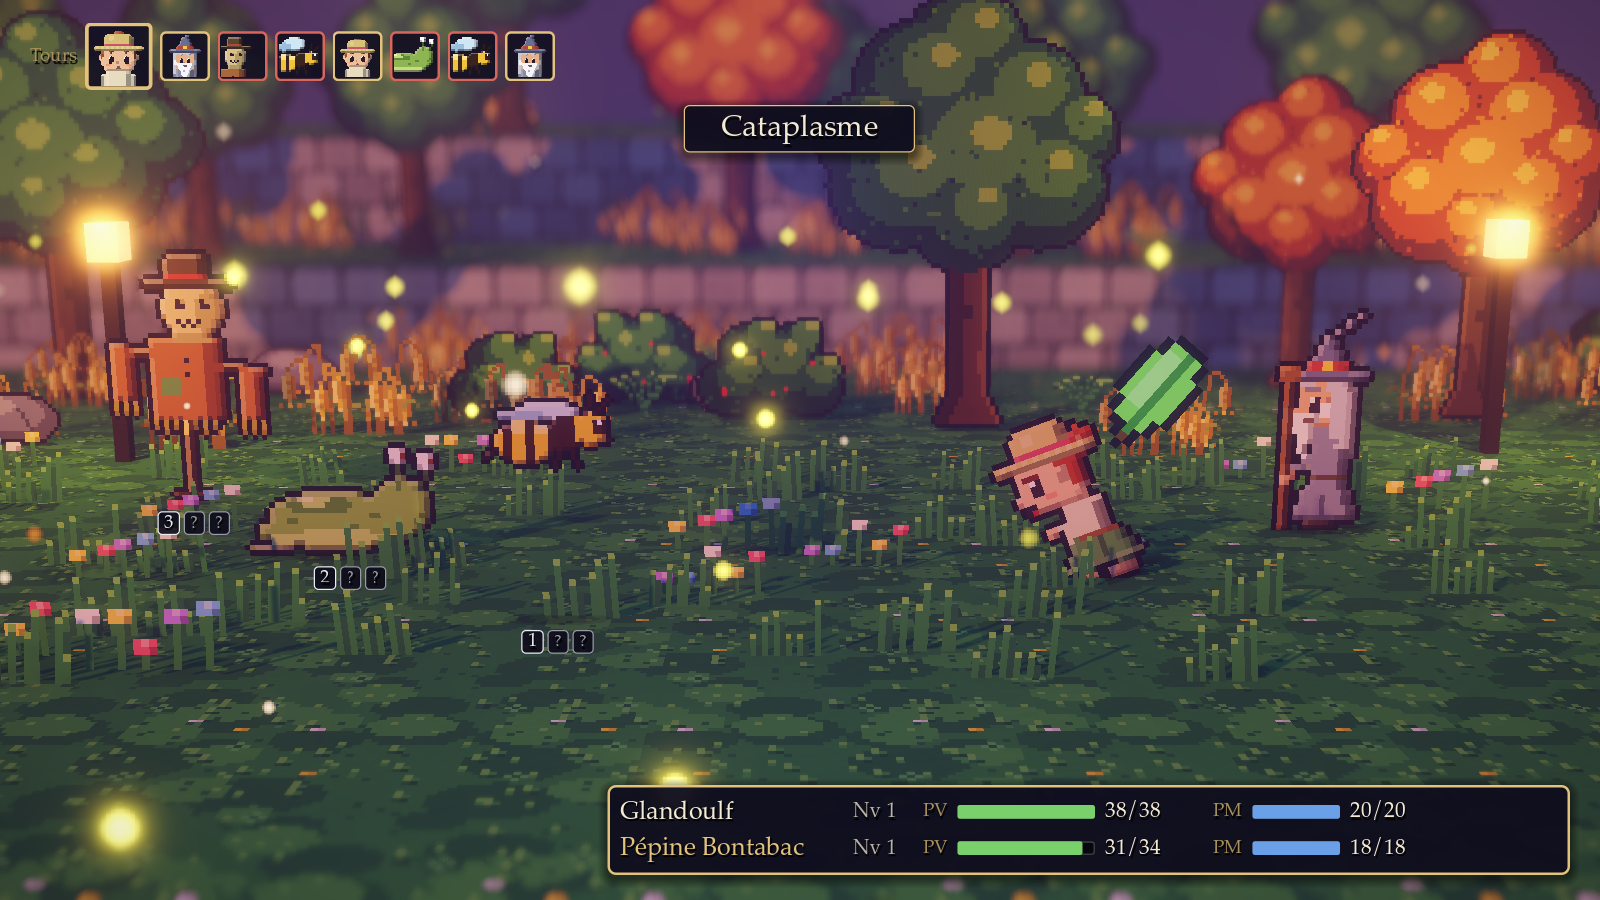 Tours
Cataplasme
3 ? ?
2 ? ?
1 ? ?
Glandoulf Nv 1 PV 38/38 PM 20/20
Pépine Bontabac Nv 1 PV 31/34 PM 18/18